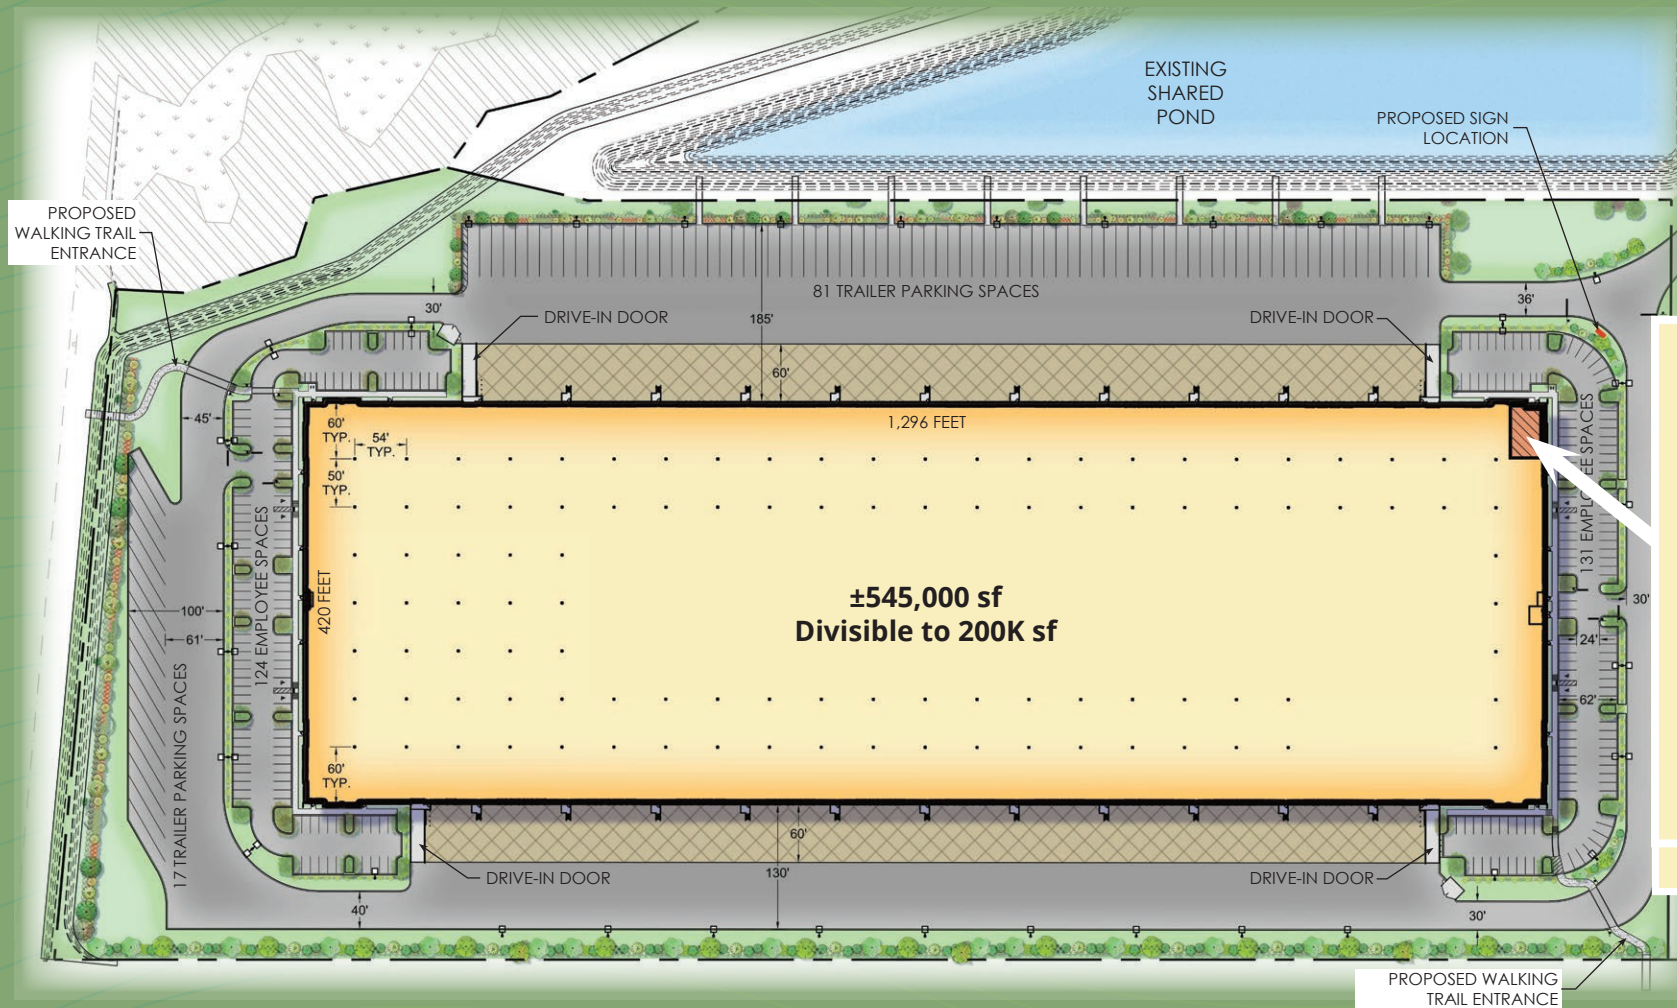 EXISTING
SHARED
POND
PROPOSED SIGN
LOCATION
PROPOSED
WALKING TRAIL
ENTRANCE
81 TRAILER PARKING SPACES
30'
36'
DRIVE-IN DOOR
185'
DRIVE-IN DOOR
60'
45'
60'
TYP.
54'
TYP.
1,296 FEET
50'
TYP.
131 EMPLOYEE SPACES
124 EMPLOYEE SPACES
420 FEET
±545,000 sf
Divisible to 200K sf
100'
61'
30'
24'
62'
17 TRAILER PARKING SPACES
60'
TYP.
60'
130'
DRIVE-IN DOOR
DRIVE-IN DOOR
40'
30'
PROPOSED WALKING
TRAIL ENTRANCE